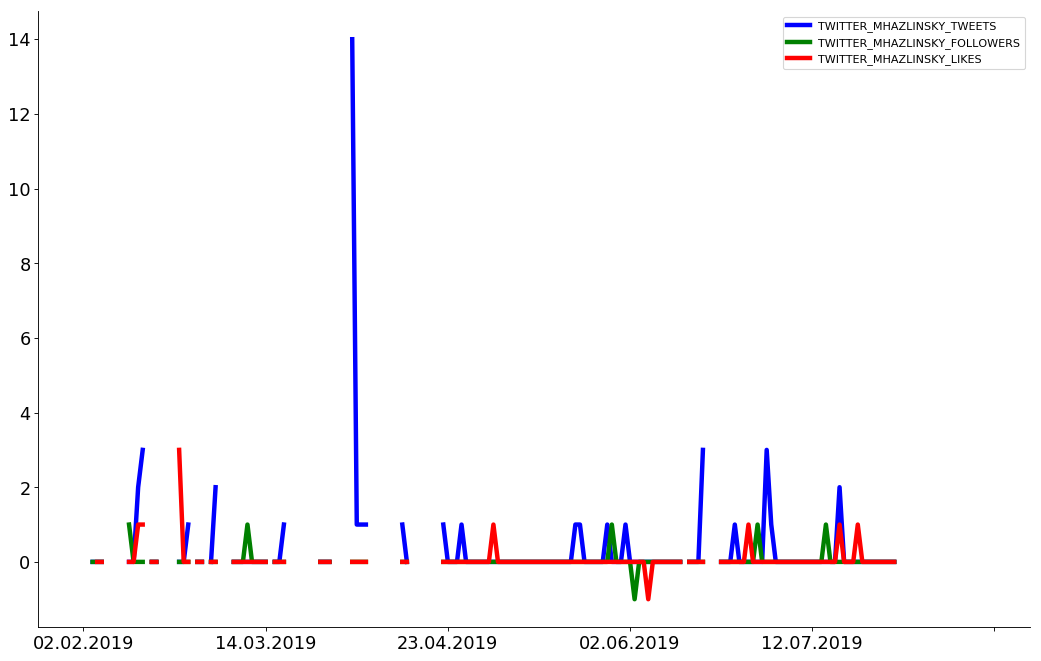 TWITTER_MHAZLINSKY_TWEETS
TWITTER_MHAZLINSKY_FOLLOWERS
TWITTER_MHAZLINSKY_LIKES
14
12
10
8
6
4
2
0
02.02.2019 14.03.2019 23.04.2019 02.06.2019 12.07.2019